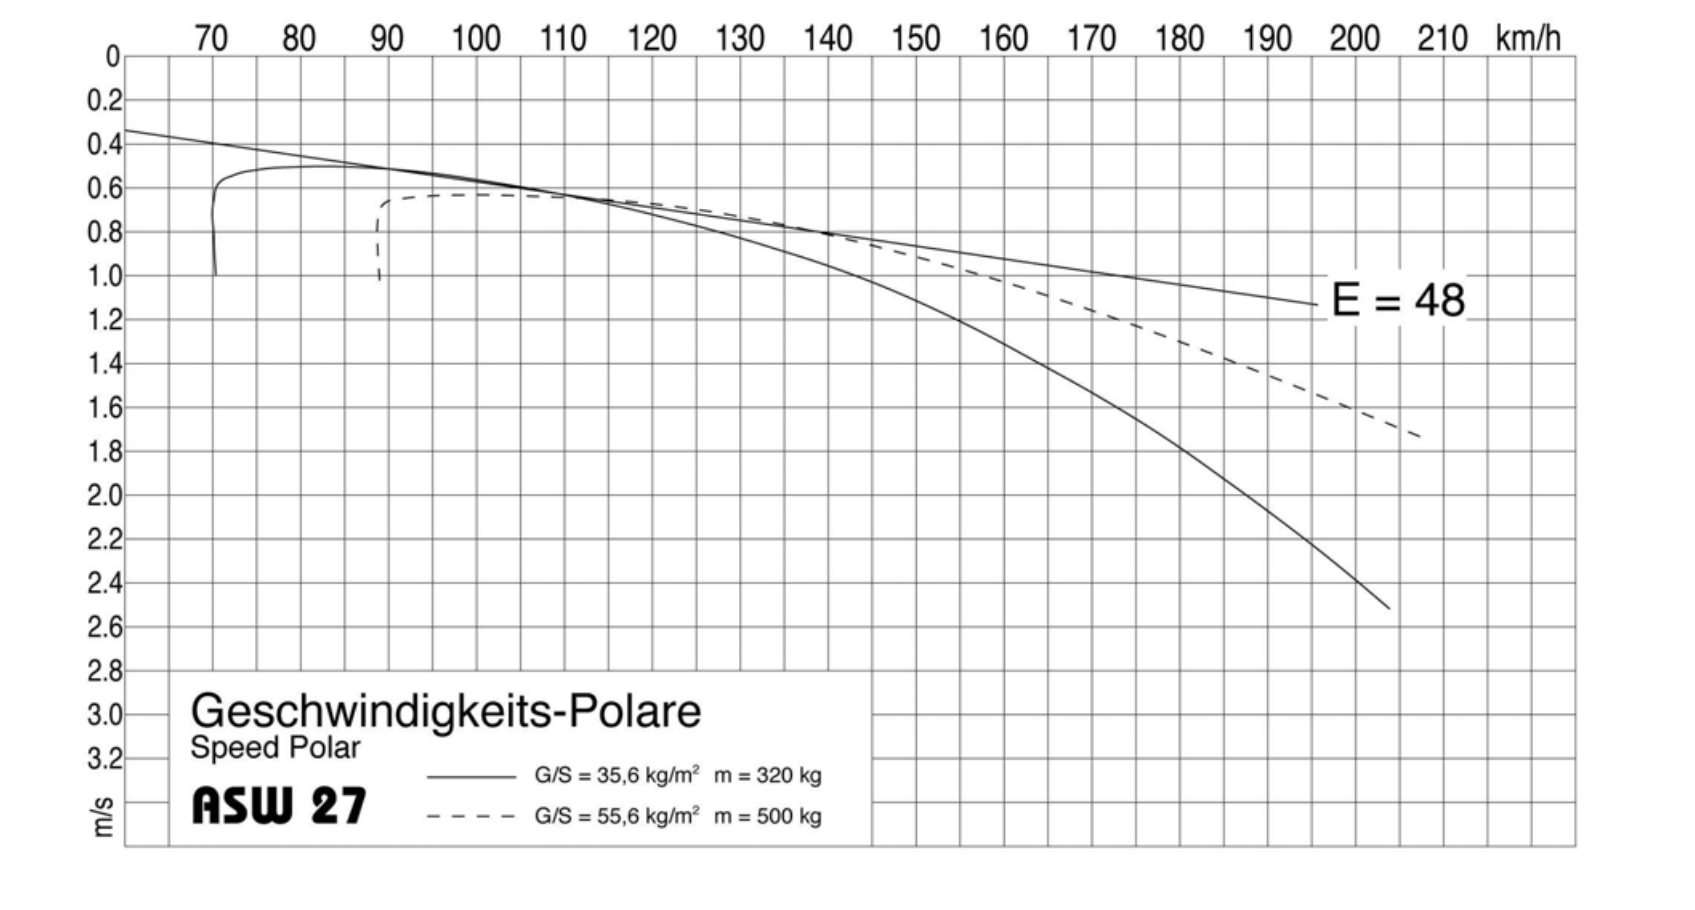 70 80 90 100 110 120 130 140 150 160 170 180 190 200 210 km/h
0
0.2
0.4
0.6
0.8
1.0
1.2
1.4
1.6
1.8
2.0
2.2
2.4
2.6
2.8
3.0
3.2
m/s
E = 48
Geschwindigkeits-Polare
Speed Polar
ASW 27
G/S = 35,6 kg/m² m = 320 kg
G/S = 55,6 kg/m² m = 500 kg